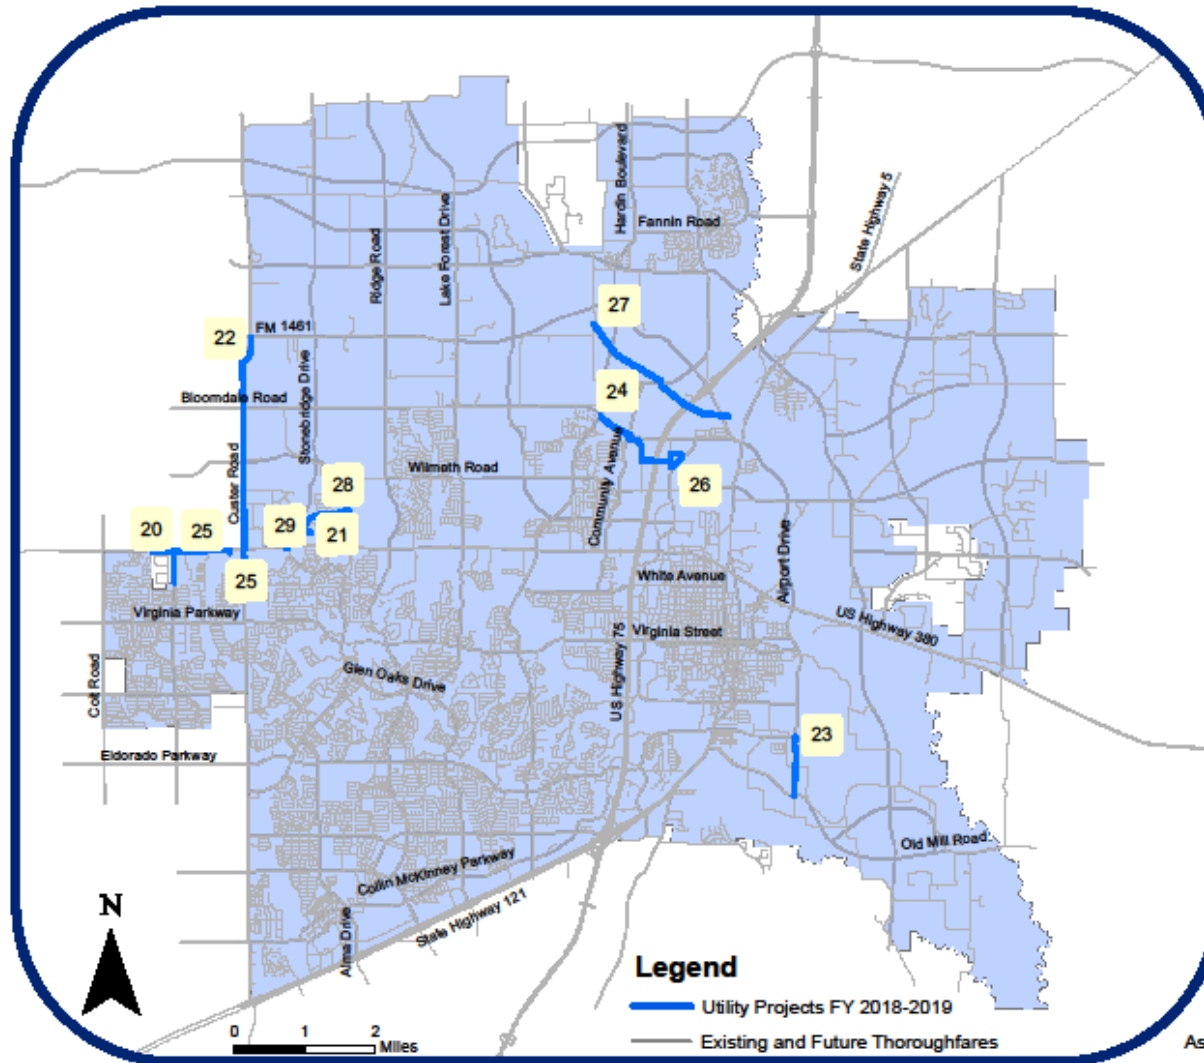 Hardin Boulevard
Fannin Road
State Highway 5
Lake Forest Drive
Ridge Road
27
22
FM 1461
24
Stonebridge Drive
Bloomdale Road
Community Avenue
Custer Road
Wilmeth Road
28
26
20
25
29
21
Airport Drive
25
White Avenue
Virginia Parkway
US Highway 380
Virginia Street
US Highway 75
Glen Oaks Drive
Coit Road
23
Eldorado Parkway
Old Mill Road
Collin McKinney Parkway
State Highway 121
Alma Drive
N
Legend
Utility Projects FY 2018-2019
0 1 2
Miles
Existing and Future Thoroughfares
As